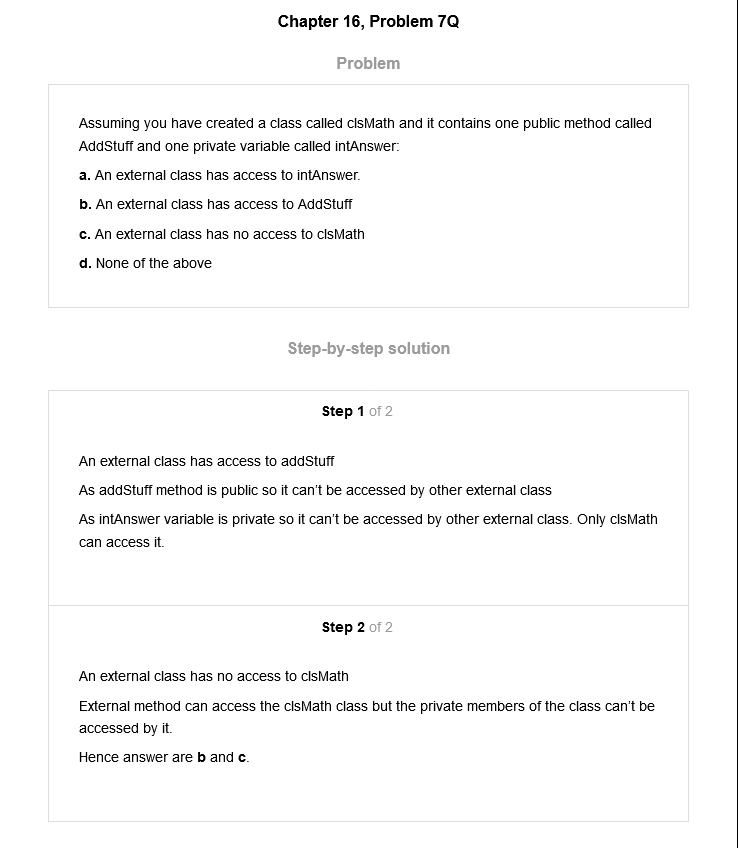 Chapter 16, Problem 7Q
Problem
Assuming you have created a class called clsMath and it contains one public method called
AddStuff and one private variable called intAnswer:
a. An external class has access to intAnswer.
b. An external class has access to AddStuff
c. An external class has no access to clsMath
d. None of the above
Step-by-step solution
Step 1 of 2
An external class has access to addStuff
As addStuff method is public so it can't be accessed by other external class
As intAnswer variable is private so it can't be accessed by other external class. Only clsMath
can access it.
Step 2 of 2
An external class has no access to clsMath
External method can access the clsMath class but the private members of the class can't be
accessed by it.
Hence answer are b and c.